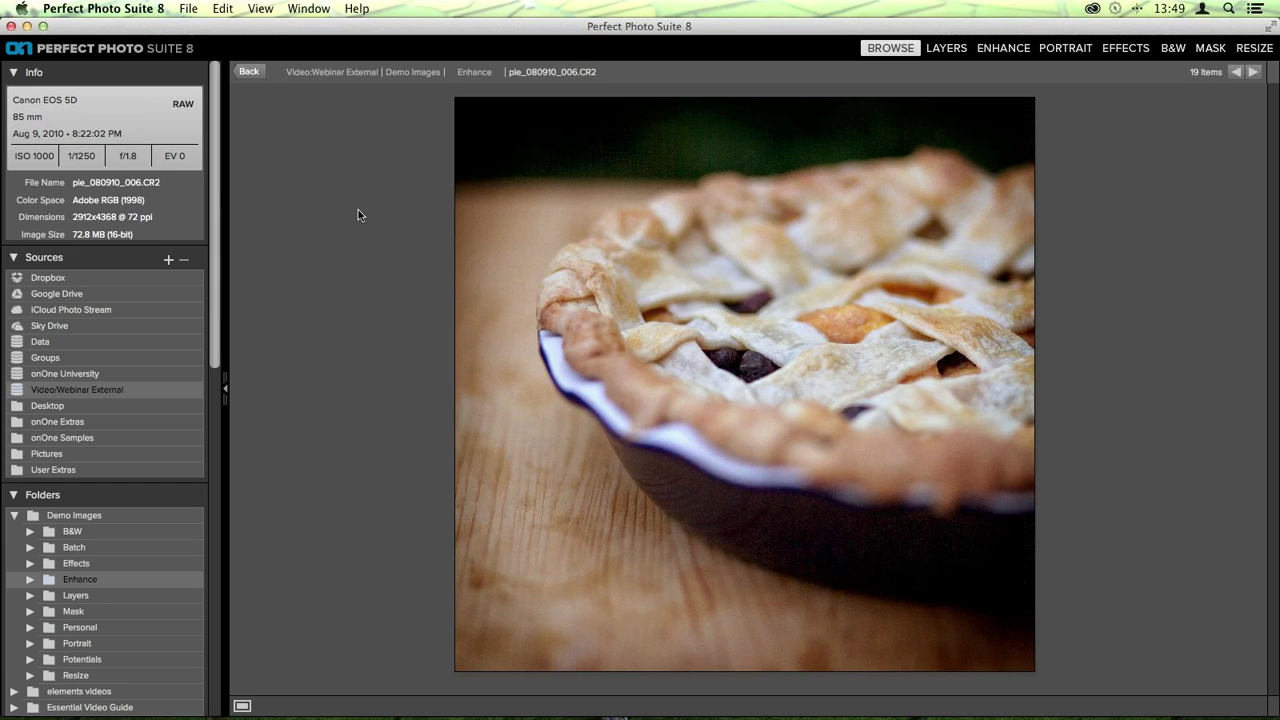 Perfect Photo Suite 8 File Edit View Window Help 13:49
Perfect Photo Suite 8
on PERFECT PHOTO SUITE 8 BROWSE LAYERS ENHANCE PORTRAIT EFFECTS B&W MASK RESIZE
Info
Canon EOS 5D RAW
85 mm
Aug 9, 2010 • 8:22:02 PM
ISO 1000 1/1250 f/1.8 EV 0
File Name pie_080910_006.CR2
Color Space Adobe RGB (1998)
Dimensions 2912x4368 @ 72 ppi
Image Size 72.8 MB (16-bit)
Sources + −
Dropbox
Google Drive
iCloud Photo Stream
Sky Drive
Data
Groups
onOne University
Video/Webinar External
Desktop
onOne Extras
onOne Samples
Pictures
User Extras
Folders
Demo Images
B&W
Batch
Effects
Enhance
Layers
Mask
Personal
Portrait
Potentials
Resize
elements videos
Essential Video Guide
Back Video:Webinar External | Demo Images | Enhance | pie_080910_006.CR2 19 Items